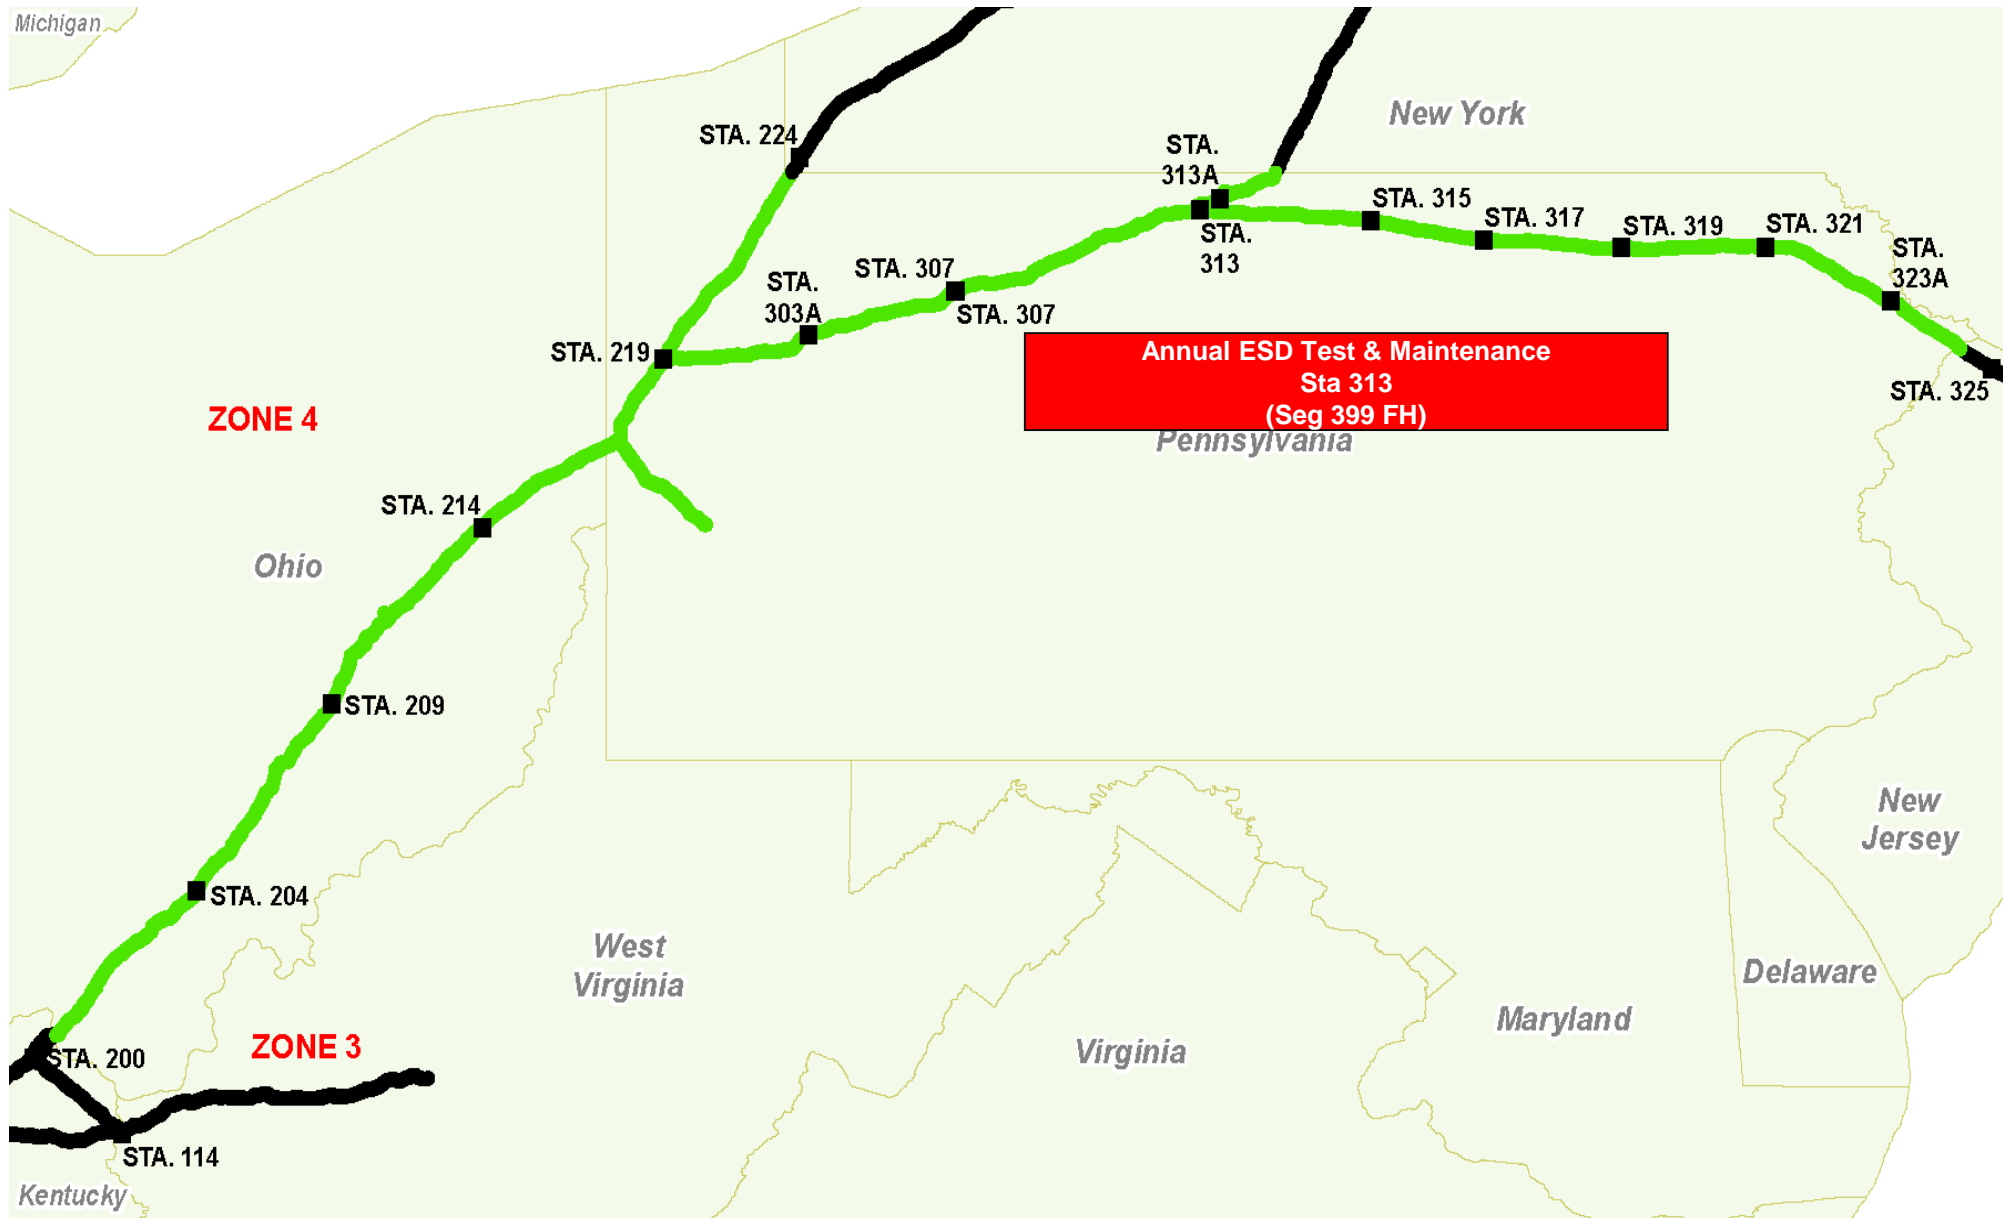 Michigan
New York
STA. 224
STA.
313A
STA. 315
STA. 317
STA. 319
STA. 321
STA.
323A
STA.
313
STA. 307
STA.
303A
STA. 307
STA. 219
Annual ESD Test & Maintenance
Sta 313
(Seg 399 FH)
STA. 325
ZONE 4
Pennsylvania
STA. 214
Ohio
STA. 209
New
Jersey
STA. 204
West
Virginia
Delaware
Maryland
ZONE 3
STA. 200
Virginia
STA. 114
Kentucky